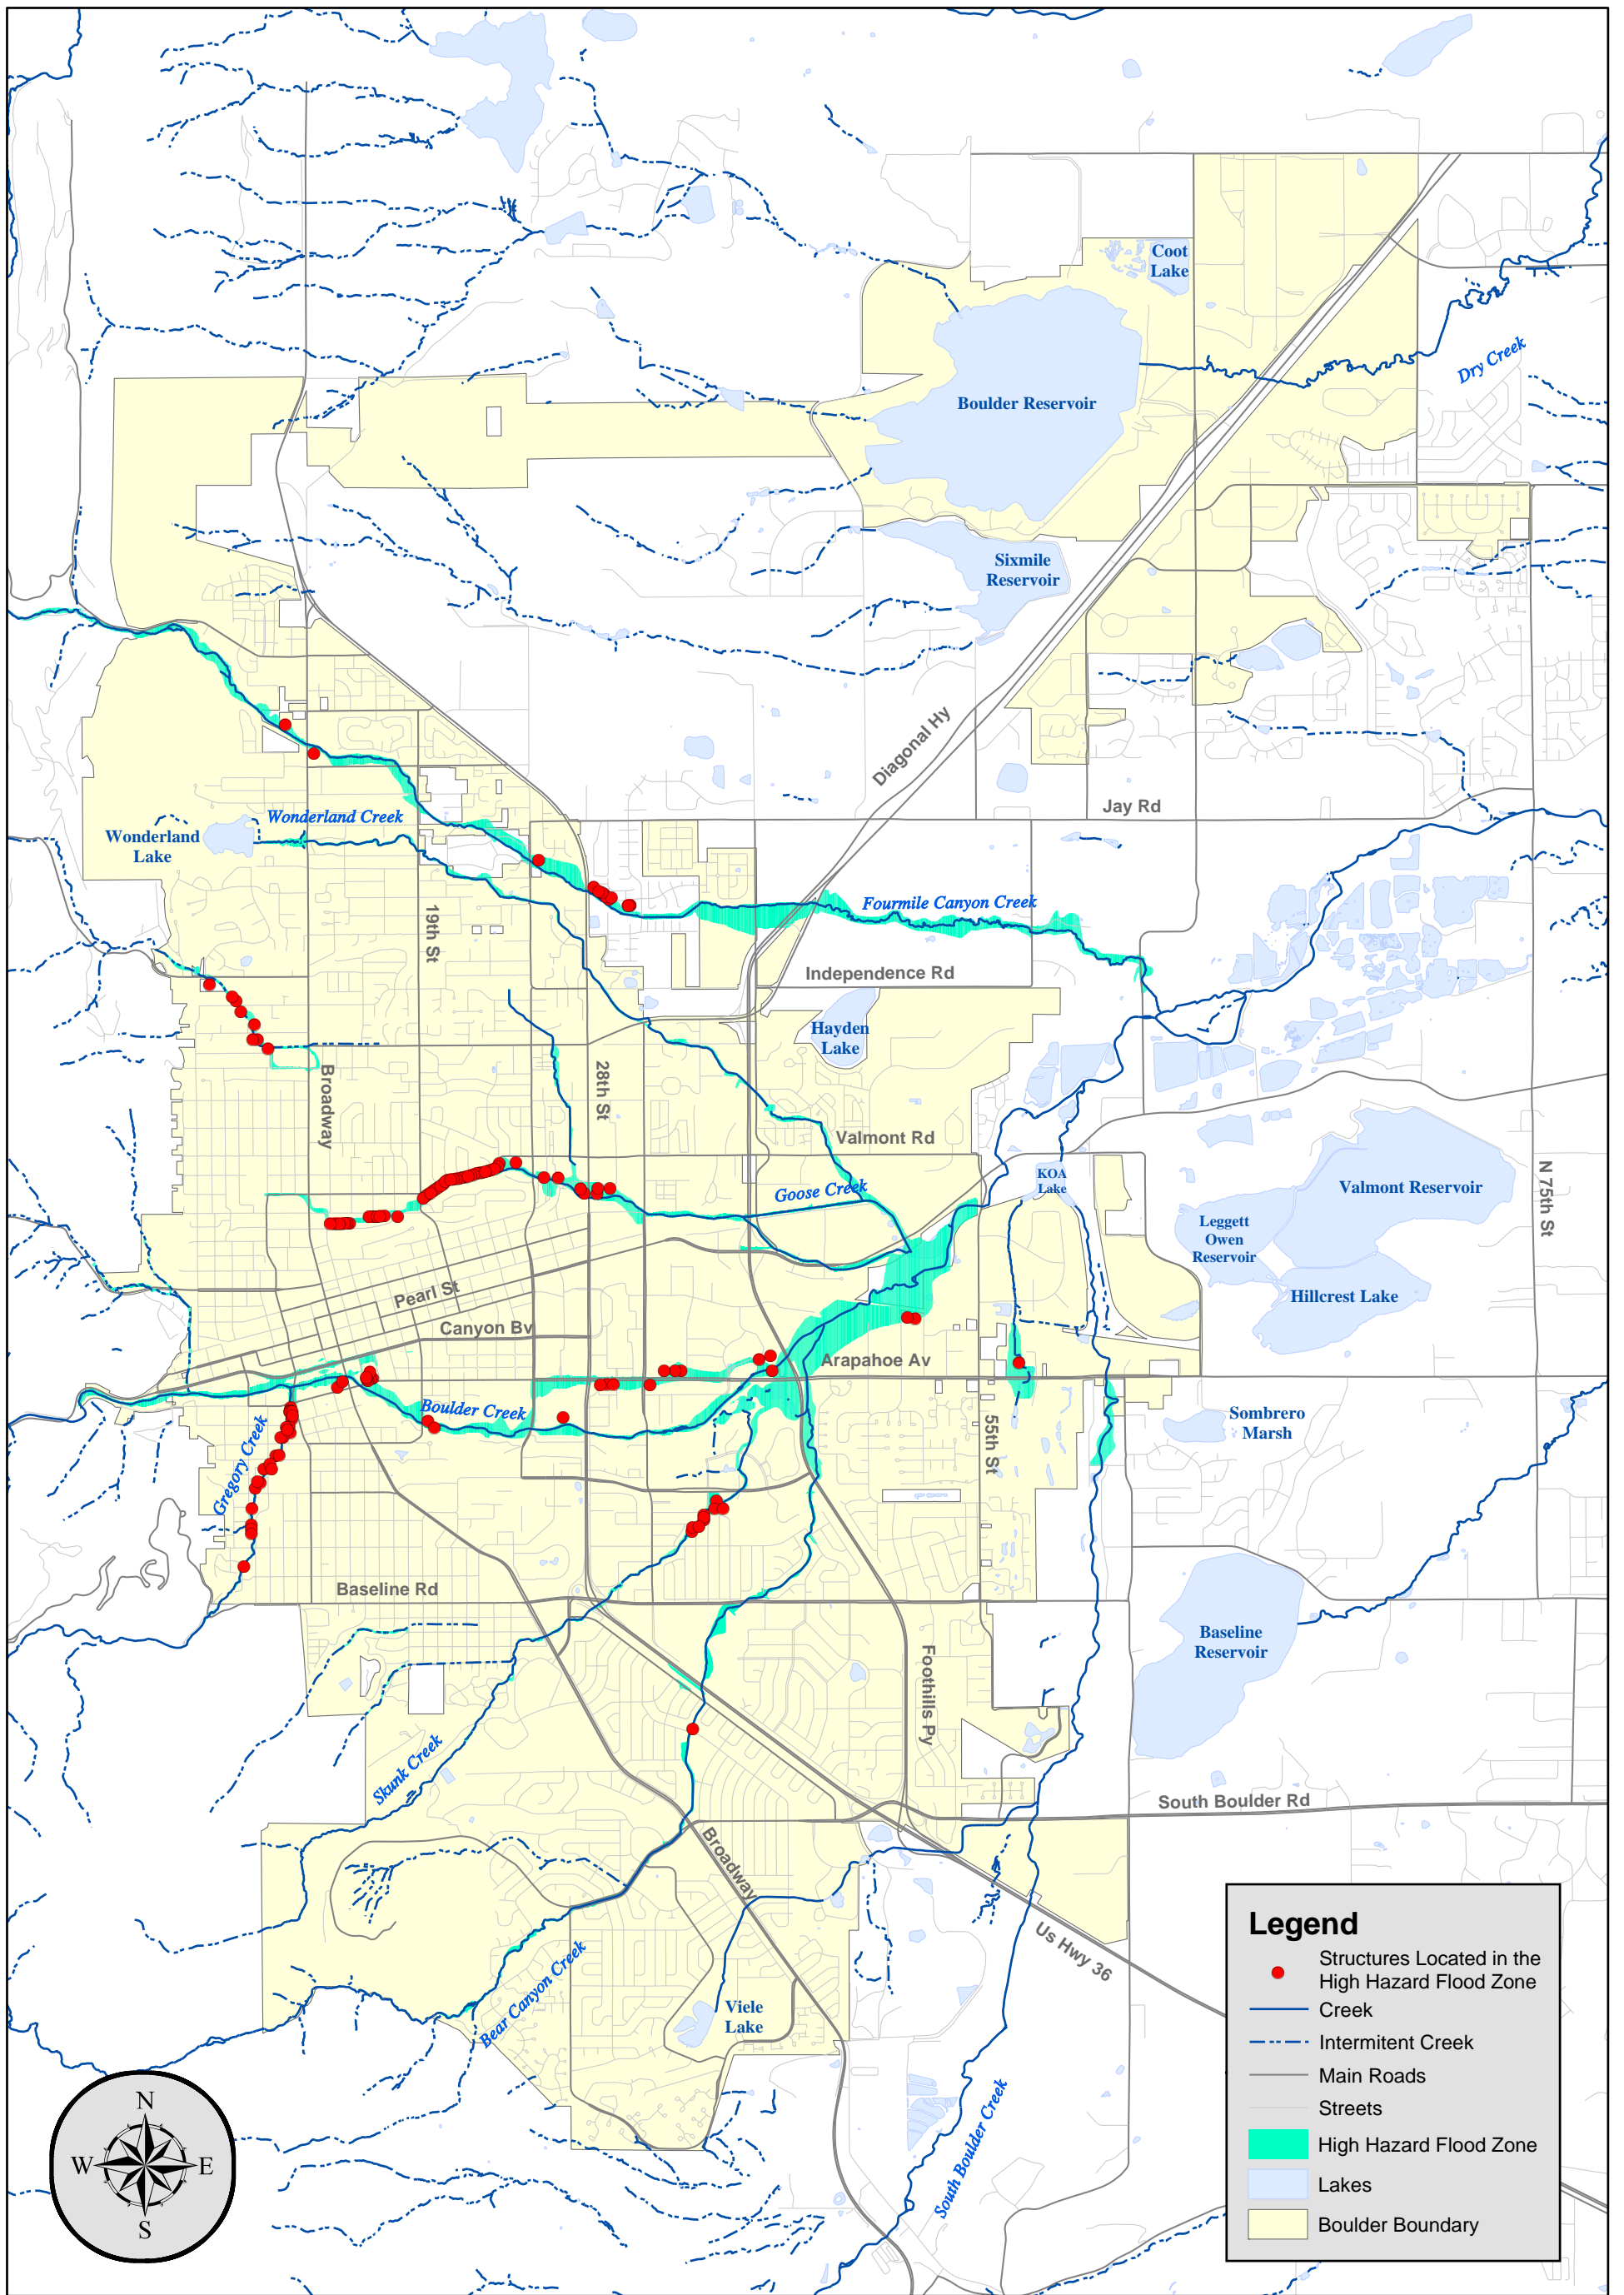 Coot
Lake
Dry Creek
Boulder Reservoir
Sixmile
Reservoir
Diagonal Hy
Jay Rd
Wonderland Creek
Wonderland
Lake
Fourmile Canyon Creek
19th St
Independence Rd
Hayden
Lake
Broadway
28th St
Valmont Rd
KOA
Lake
Goose Creek
Valmont Reservoir
N 75th St
Leggett
Owen
Reservoir
Pearl St
Hillcrest Lake
Canyon Bv
Arapahoe Av
Boulder Creek
Sombrero
Marsh
Gregory Creek
55th St
Baseline Rd
Baseline
Reservoir
Foothills Py
Skunk Creek
South Boulder Rd
Broadway
Us Hwy 36
Bear Canyon Creek
Viele
Lake
South Boulder Creek
Legend
Structures Located in the
High Hazard Flood Zone
Creek
Intermitent Creek
Main Roads
Streets
High Hazard Flood Zone
Lakes
Boulder Boundary
N
W
E
S